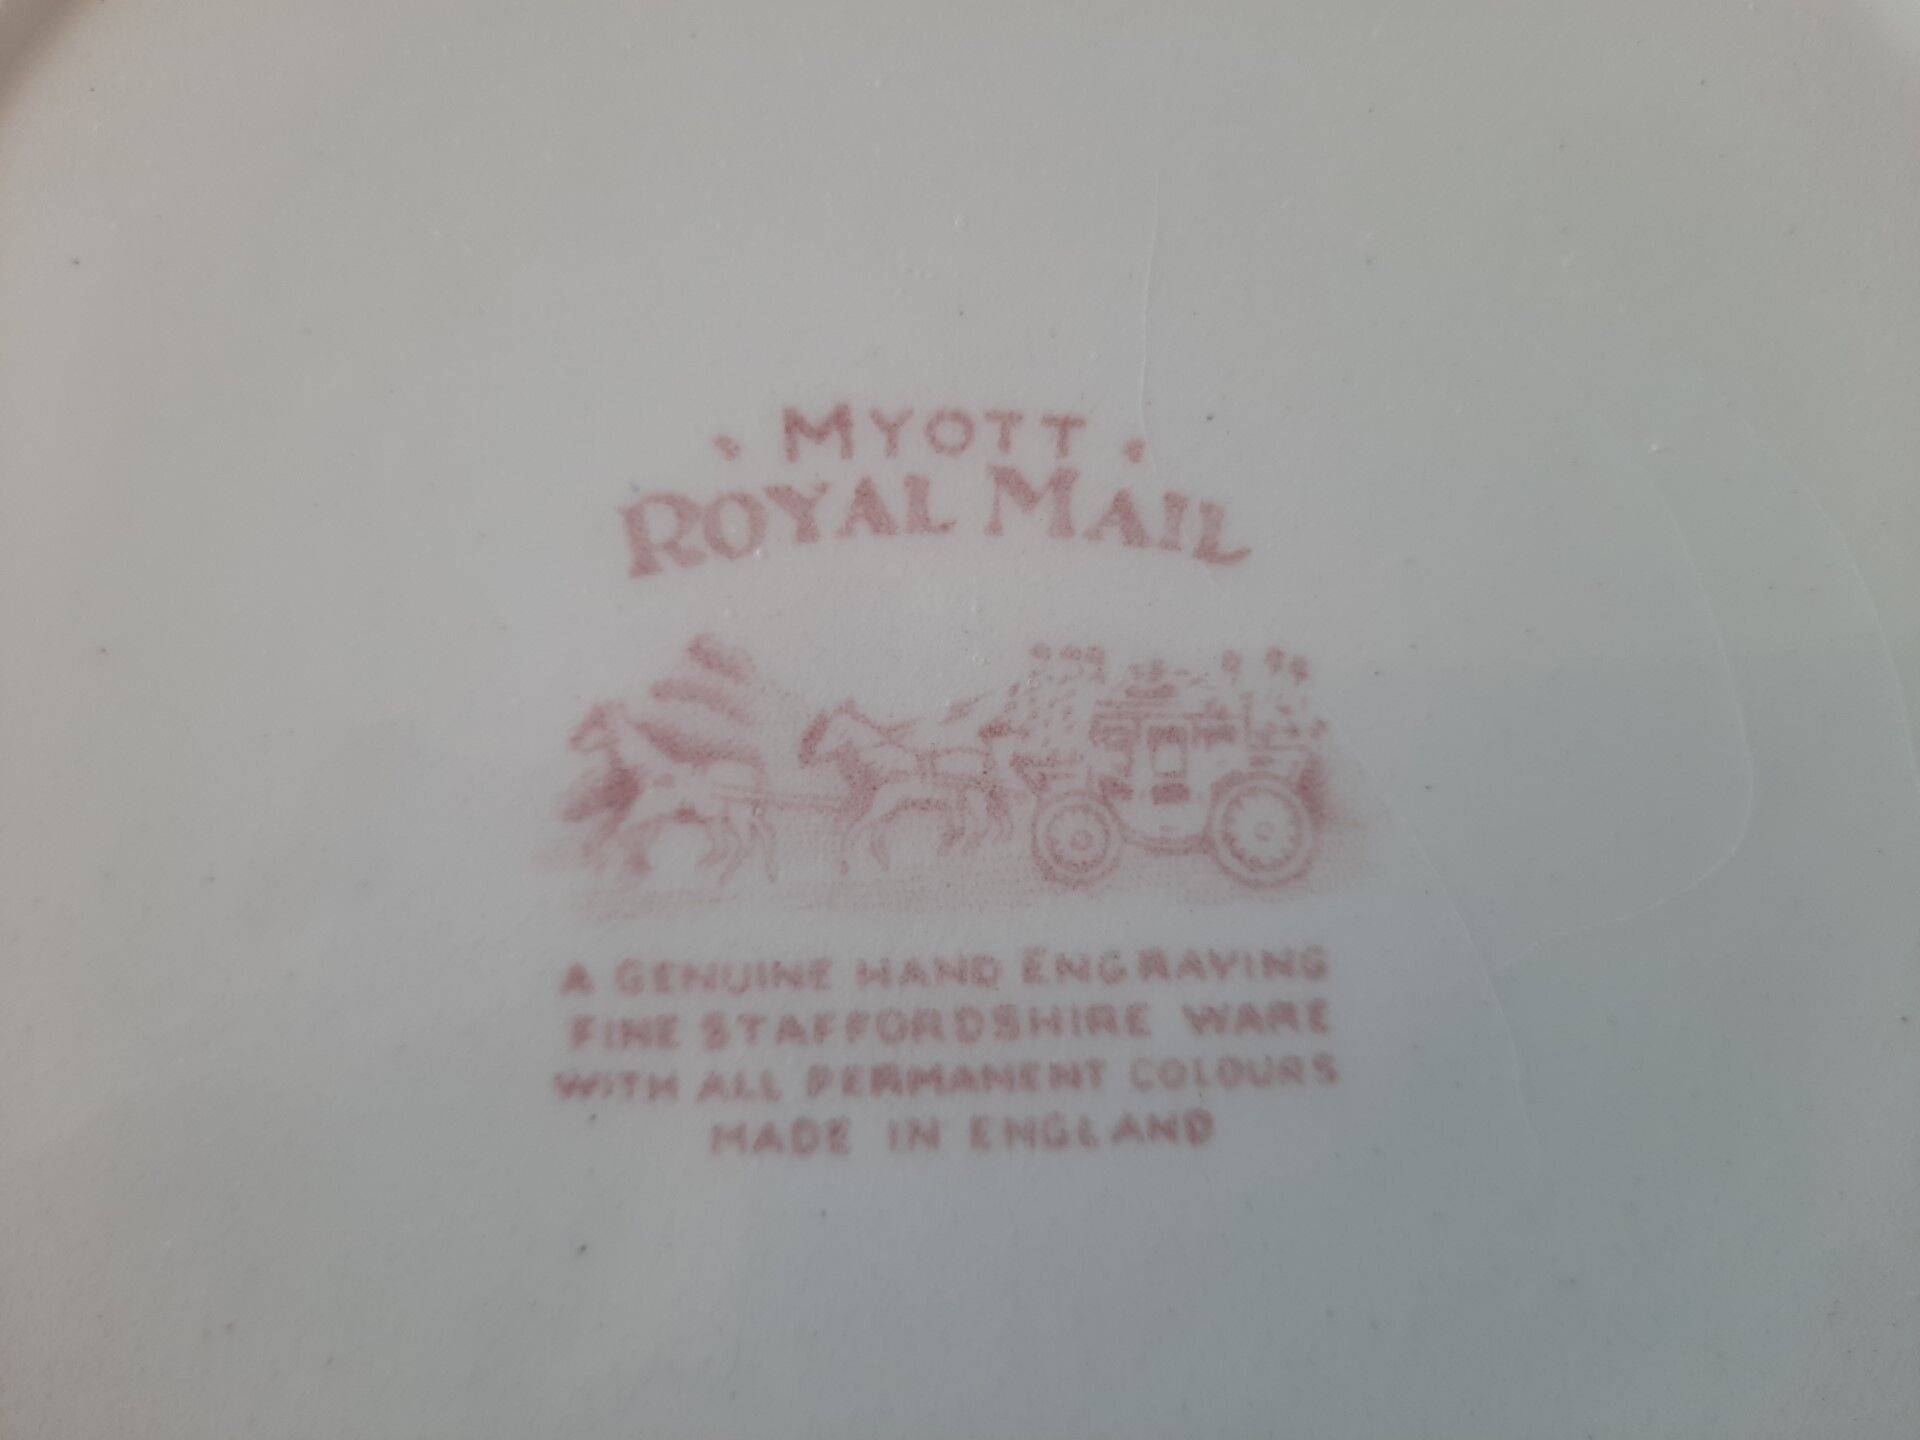 • MYOTT •
ROYAL MAIL
A GENUINE HAND ENGRAVING
FINE STAFFORDSHIRE WARE
WITH ALL PERMANENT COLOURS
MADE IN ENGLAND